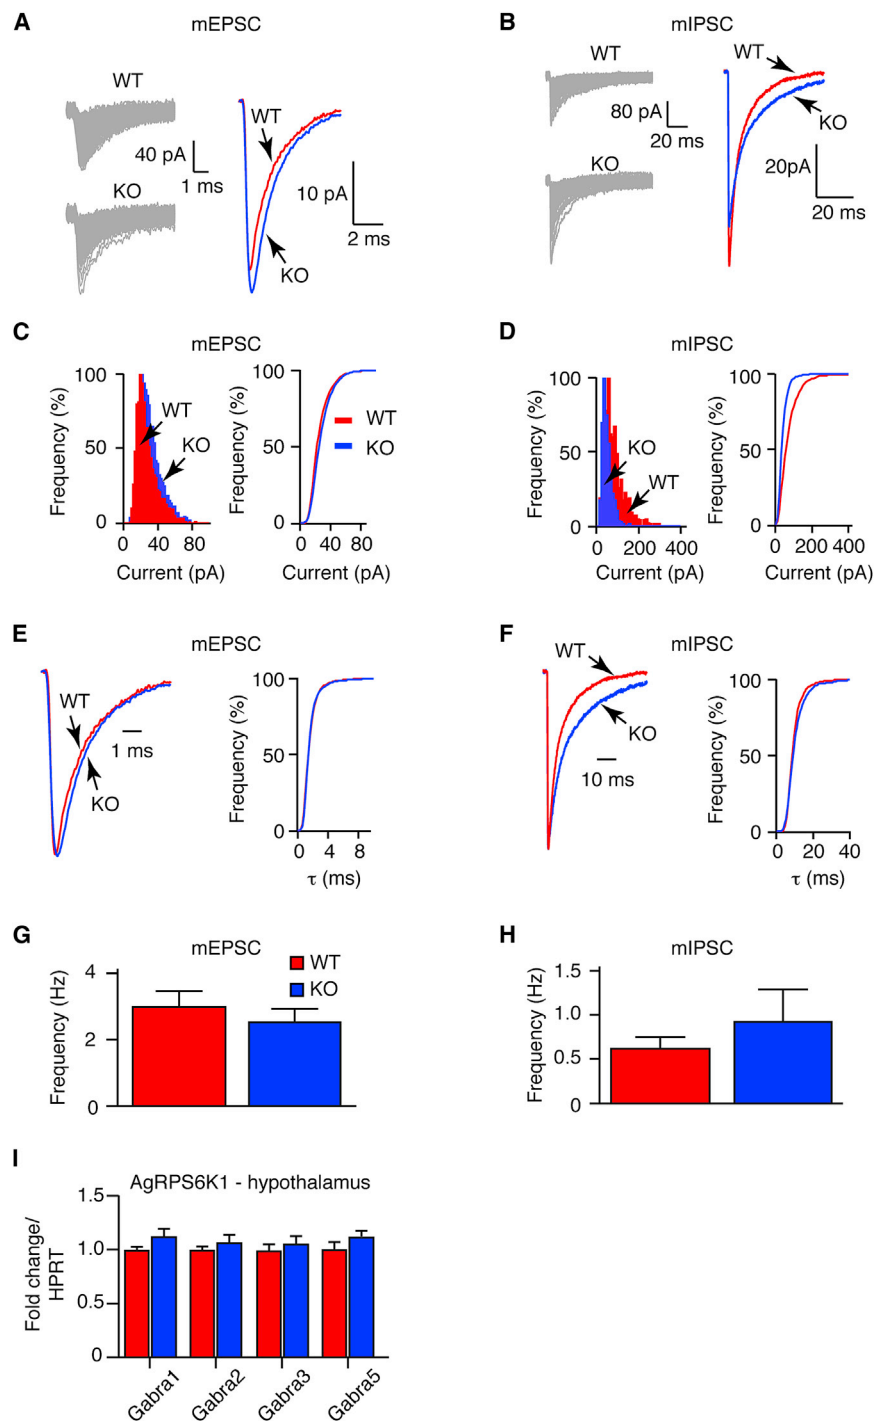 A
mEPSC
WT
40 pA
1 ms
KO
WT
10 pA
2 ms
KO
B
mIPSC
WT
80 pA
20 ms
KO
WT
KO
20pA
20 ms
C
mEPSC
Frequency (%)
100
50
0
WT
KO
0 40 80
Current (pA)
Frequency (%)
100
50
0
WT
KO
0 40 80
Current (pA)
D
mIPSC
Frequency (%)
100
50
0
KO
WT
0 200 400
Current (pA)
Frequency (%)
100
50
0
0 200 400
Current (pA)
E
mEPSC
WT
1 ms
KO
Frequency (%)
100
50
0
0 4 8
τ (ms)
F
mIPSC
WT
KO
10 ms
Frequency (%)
100
50
0
0 20 40
τ (ms)
G
mEPSC
WT
KO
Frequency (Hz)
4
2
0
H
mIPSC
Frequency (Hz)
1.5
1.0
0.5
0
I
AgRPS6K1 - hypothalamus
Fold change/
HPRT
1.5
1.0
0.5
0
Gabra1
Gabra2
Gabra3
Gabra5